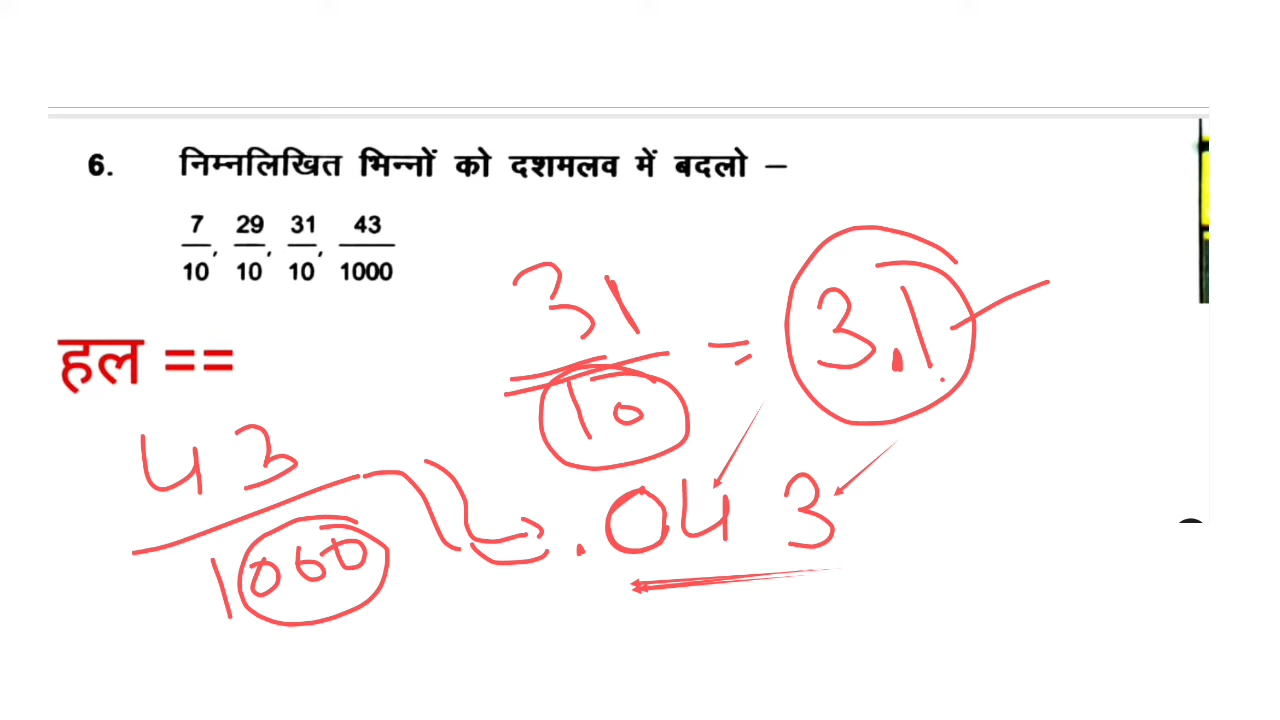 6. निम्नलिखित भिन्नों को दशमलव में बदलो –
7/10, 29/10, 31/10, 43/1000
हल ==
31/10 = 3.1
43/1000 .043